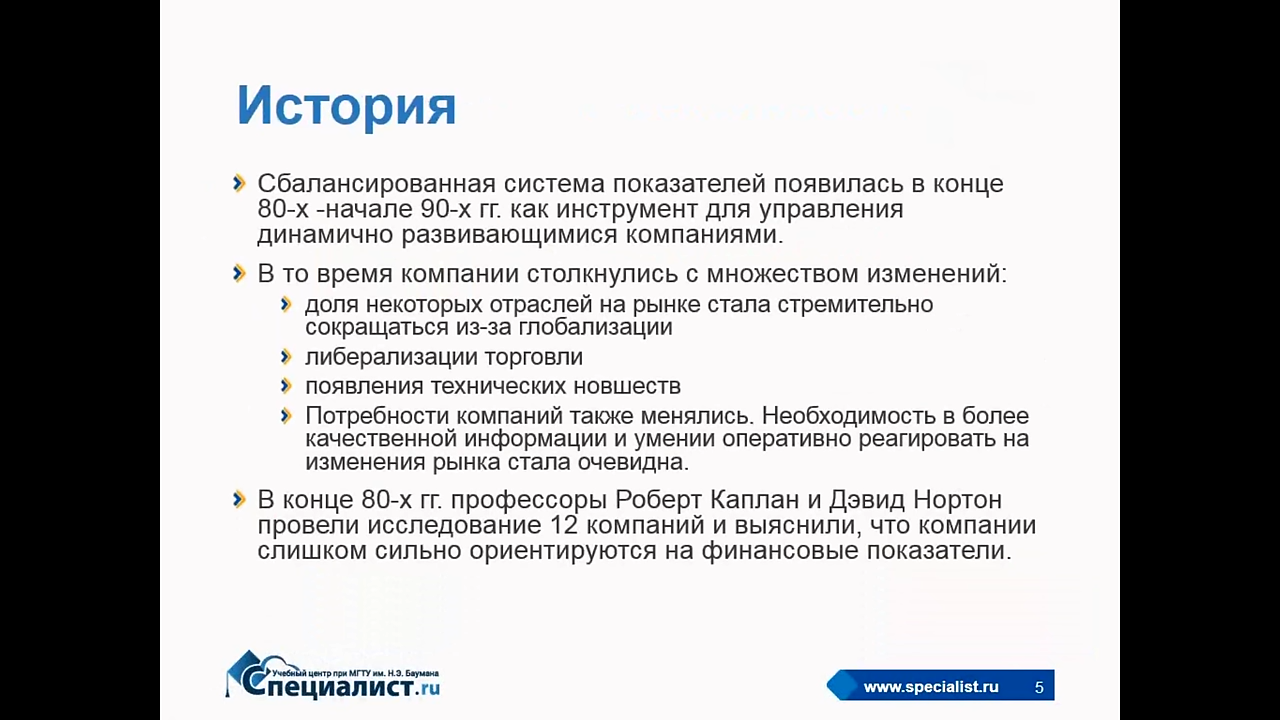 История
Сбалансированная система показателей появилась в конце
80-х -начале 90-х гг. как инструмент для управления
динамично развивающимися компаниями.
В то время компании столкнулись с множеством изменений:
доля некоторых отраслей на рынке стала стремительно
сокращаться из-за глобализации
либерализации торговли
появления технических новшеств
Потребности компаний также менялись. Необходимость в более
качественной информации и умении оперативно реагировать на
изменения рынка стала очевидна.
В конце 80-х гг. профессоры Роберт Каплан и Дэвид Нортон
провели исследование 12 компаний и выяснили, что компании
слишком сильно ориентируются на финансовые показатели.
Учебный центр при МГТУ им. Н.Э. Баумана
Специалист.ru
www.specialist.ru 5